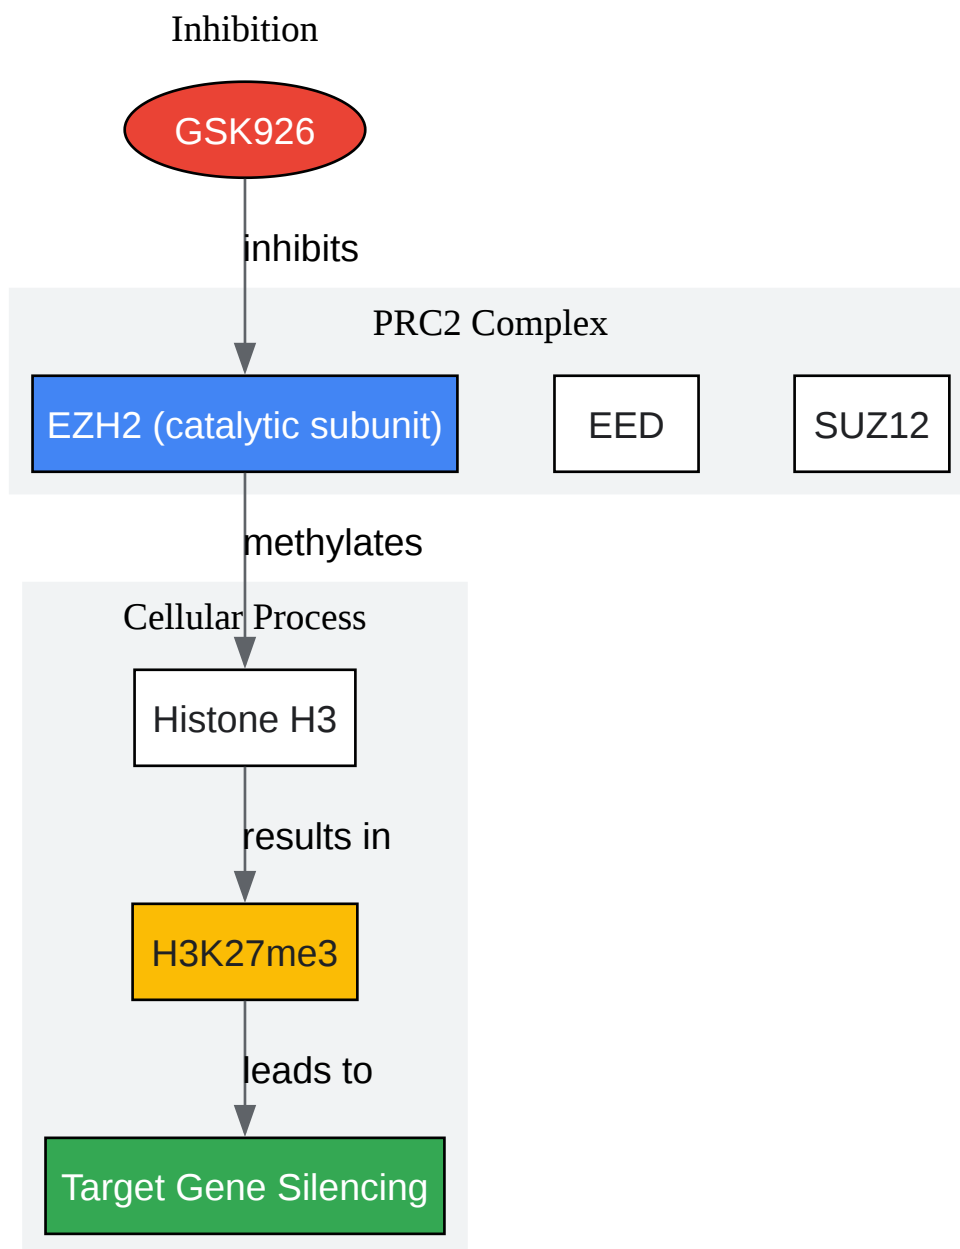 Inhibition
GSK926
inhibits
PRC2 Complex
EZH2 (catalytic subunit)
EED
SUZ12
methylates
Cellular Process
Histone H3
results in
H3K27me3
leads to
Target Gene Silencing